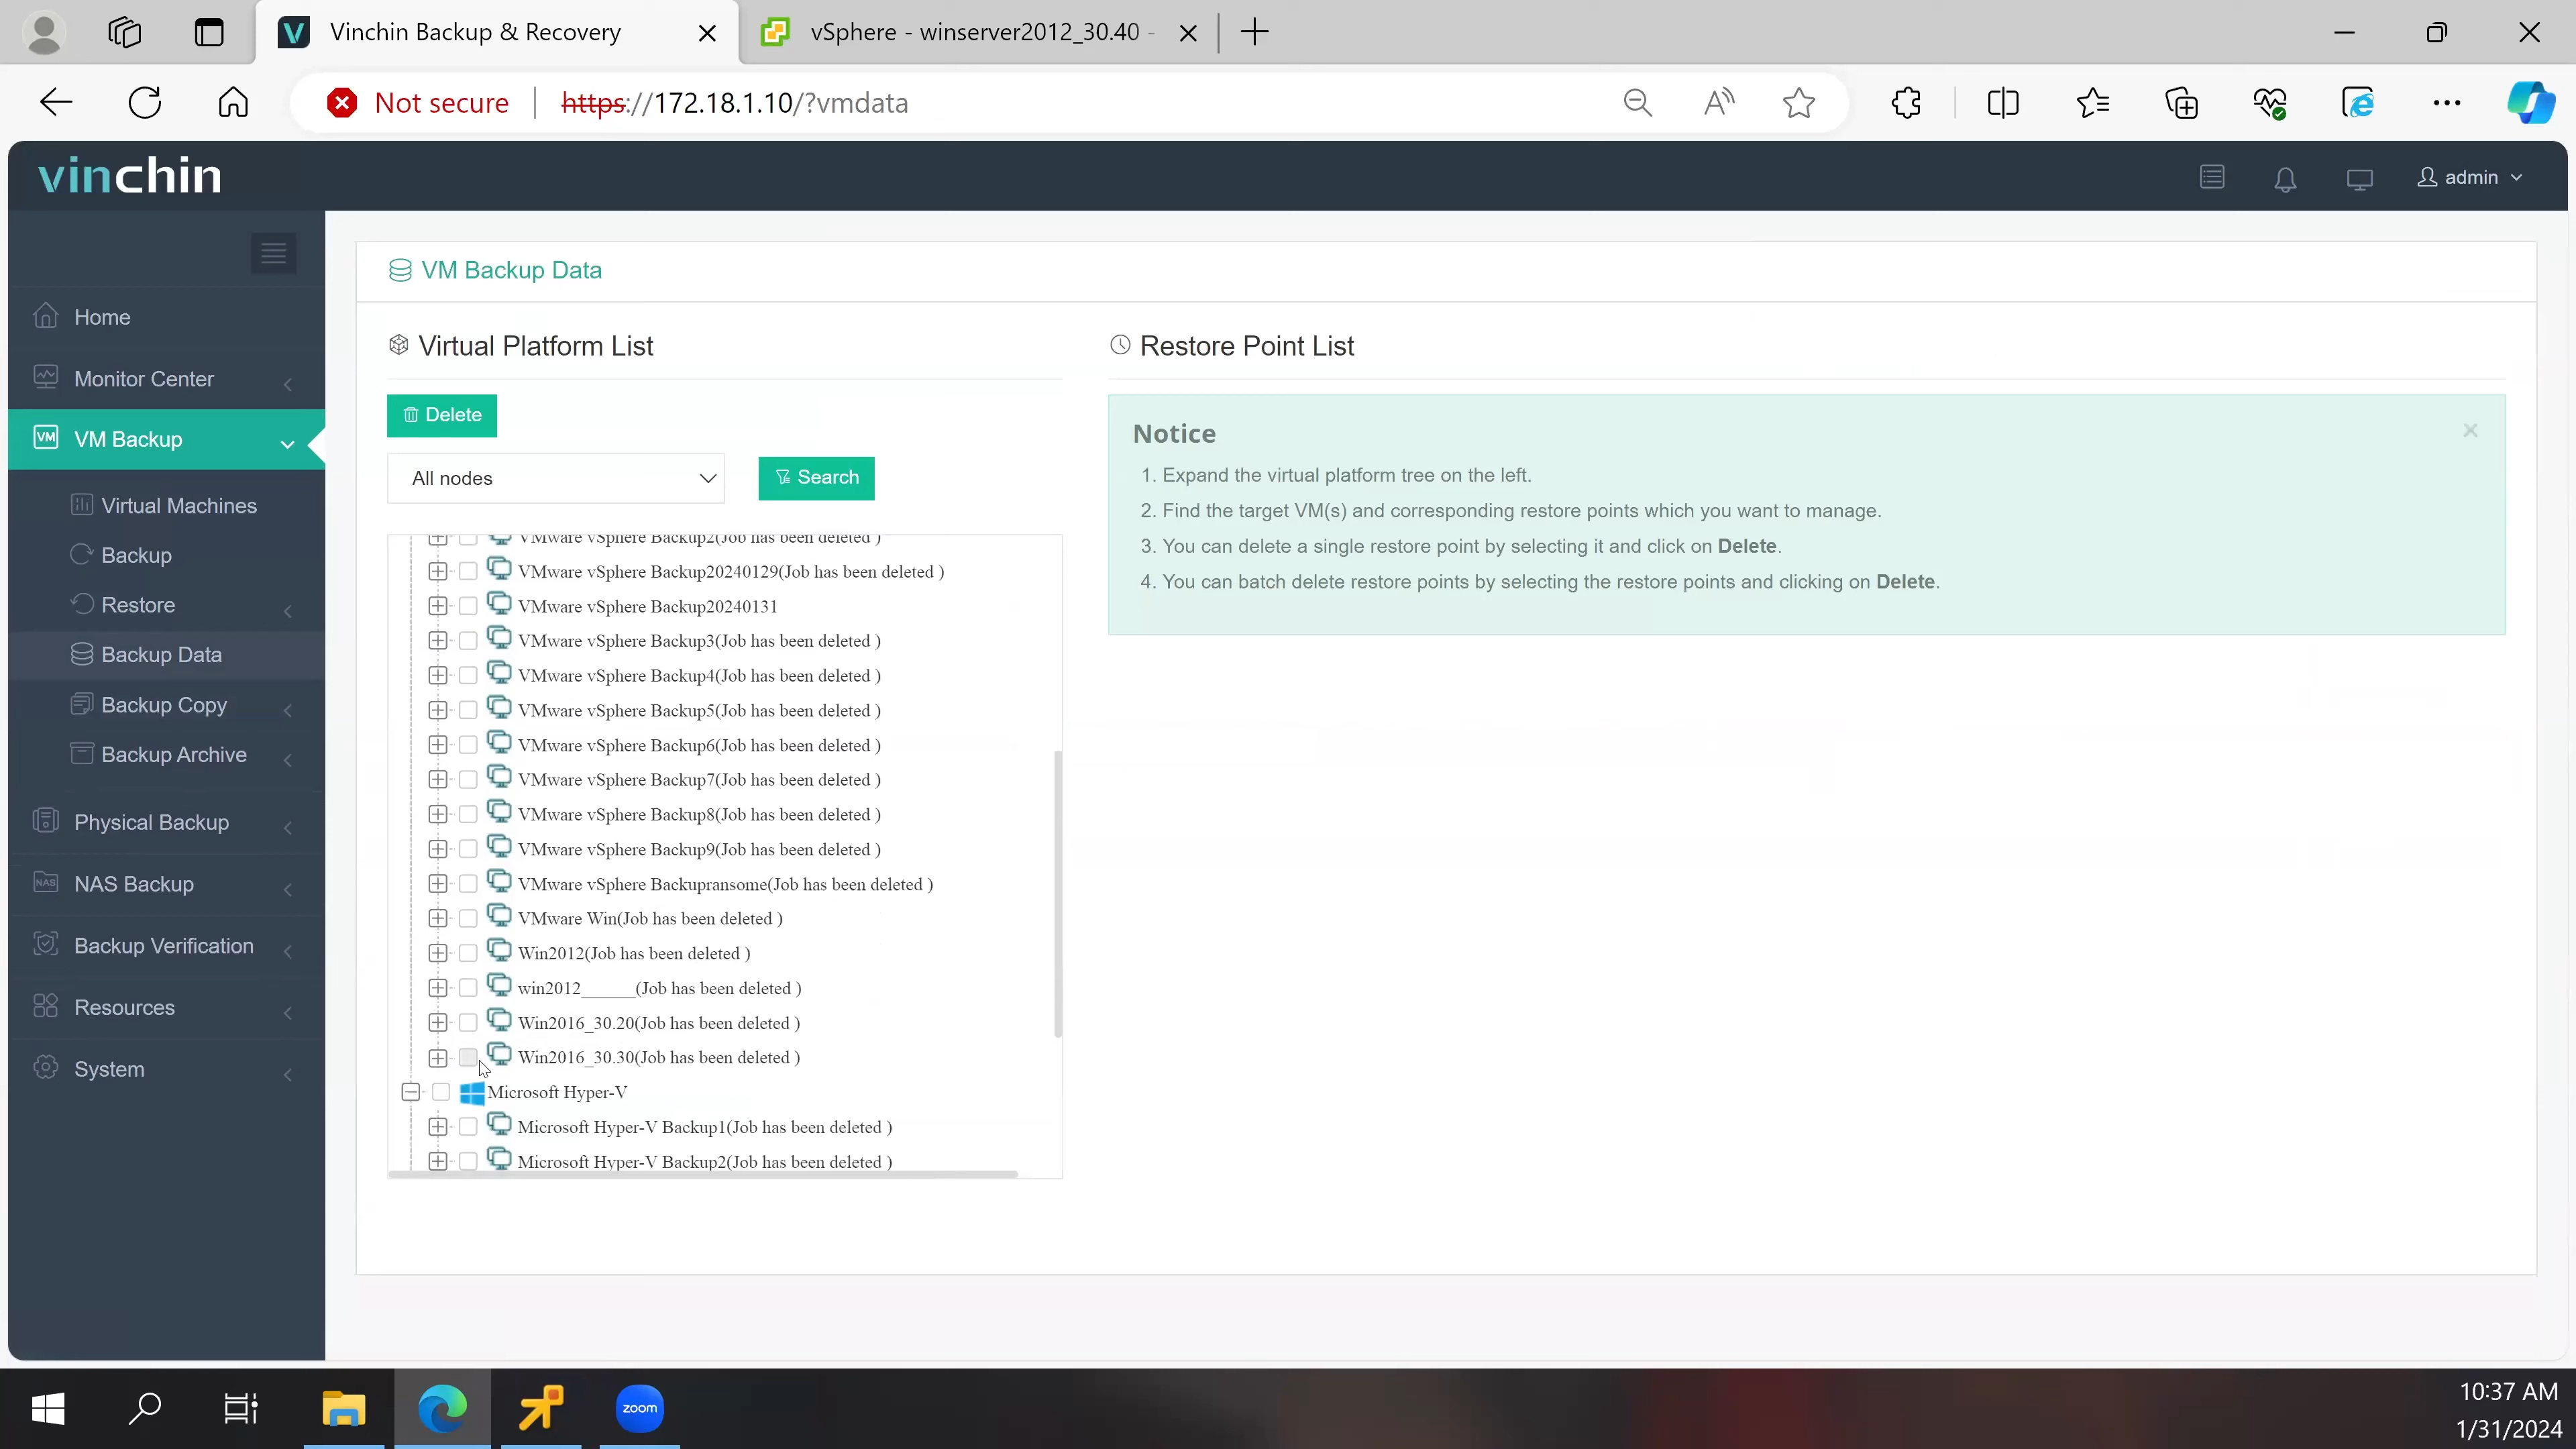 Vinchin Backup & Recovery
vSphere - winserver2012_30.40 -
Not secure
https://172.18.1.10/?vmdata
vinchin
admin
Home
Monitor Center
VM VM Backup
Virtual Machines
Backup
Restore
Backup Data
Backup Copy
Backup Archive
Physical Backup
NAS NAS Backup
Backup Verification
Resources
System
VM Backup Data
Virtual Platform List
Delete
All nodes
Search
VMware vSphere Backup2(Job has been deleted )
VMware vSphere Backup20240129(Job has been deleted )
VMware vSphere Backup20240131
VMware vSphere Backup3(Job has been deleted )
VMware vSphere Backup4(Job has been deleted )
VMware vSphere Backup5(Job has been deleted )
VMware vSphere Backup6(Job has been deleted )
VMware vSphere Backup7(Job has been deleted )
VMware vSphere Backup8(Job has been deleted )
VMware vSphere Backup9(Job has been deleted )
VMware vSphere Backupransome(Job has been deleted )
VMware Win(Job has been deleted )
Win2012(Job has been deleted )
win2012______(Job has been deleted )
Win2016_30.20(Job has been deleted )
Win2016_30.30(Job has been deleted )
Microsoft Hyper-V
Microsoft Hyper-V Backup1(Job has been deleted )
Microsoft Hyper-V Backup2(Job has been deleted )
Restore Point List
Notice
1. Expand the virtual platform tree on the left.
2. Find the target VM(s) and corresponding restore points which you want to manage.
3. You can delete a single restore point by selecting it and click on Delete.
4. You can batch delete restore points by selecting the restore points and clicking on Delete.
zoom
10:37 AM
1/31/2024